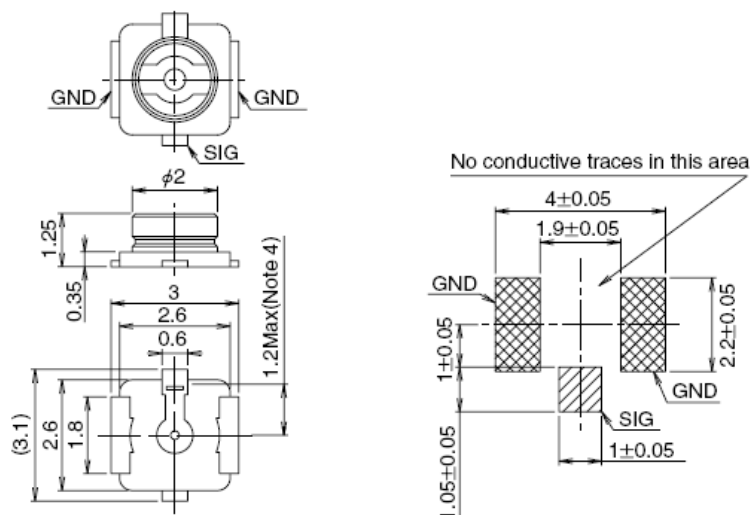 GND
GND
SIG
ϕ2
1.25
0.35
3
2.6
0.6
1.2Max(Note 4)
(3.1)
2.6
1.8
No conductive traces in this area
4±0.05
1.9±0.05
GND
1±0.05
2.2±0.05
GND
SIG
1±0.05
1.05±0.05